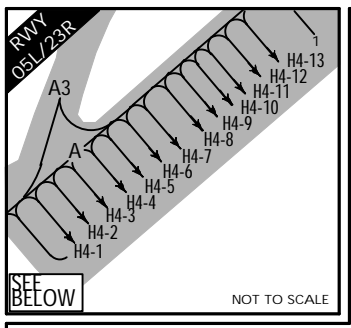 RWY
05L/23R
1
H4-13
H4-12
H4-11
H4-10
H4-9
H4-8
H4-7
H4-6
H4-5
H4-4
H4-3
H4-2
H4-1
A3
A
SEE
BELOW
NOT TO SCALE